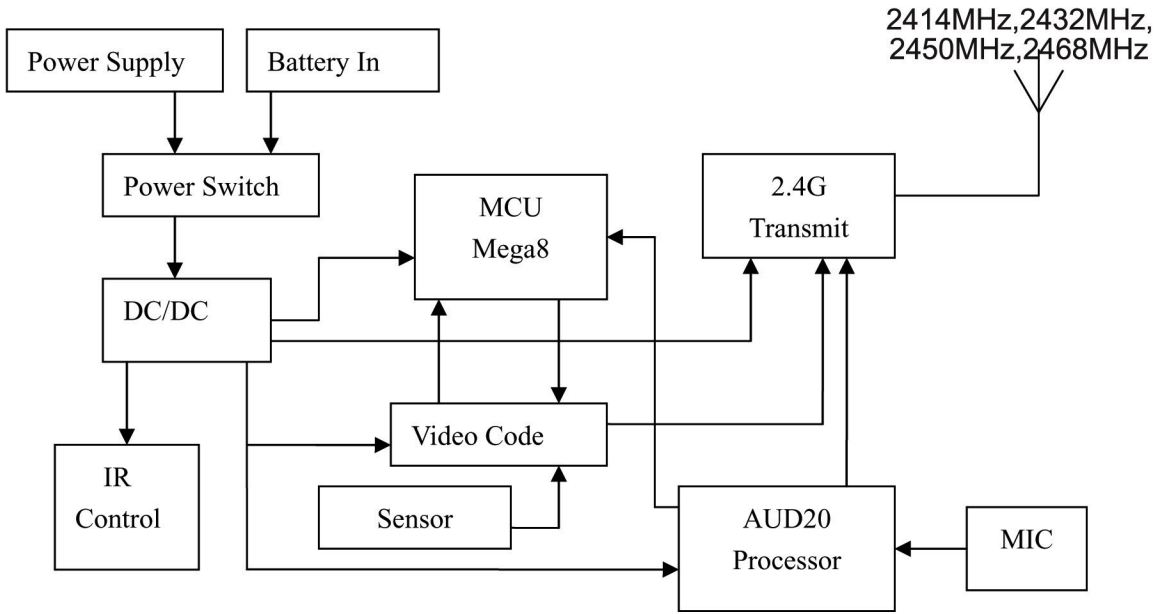 2414MHz,2432MHz,
2450MHz,2468MHz
Power Supply
Battery In
Power Switch
MCU
Mega8
2.4G
Transmit
DC/DC
Video Code
IR
Control
Sensor
AUD20
Processor
MIC